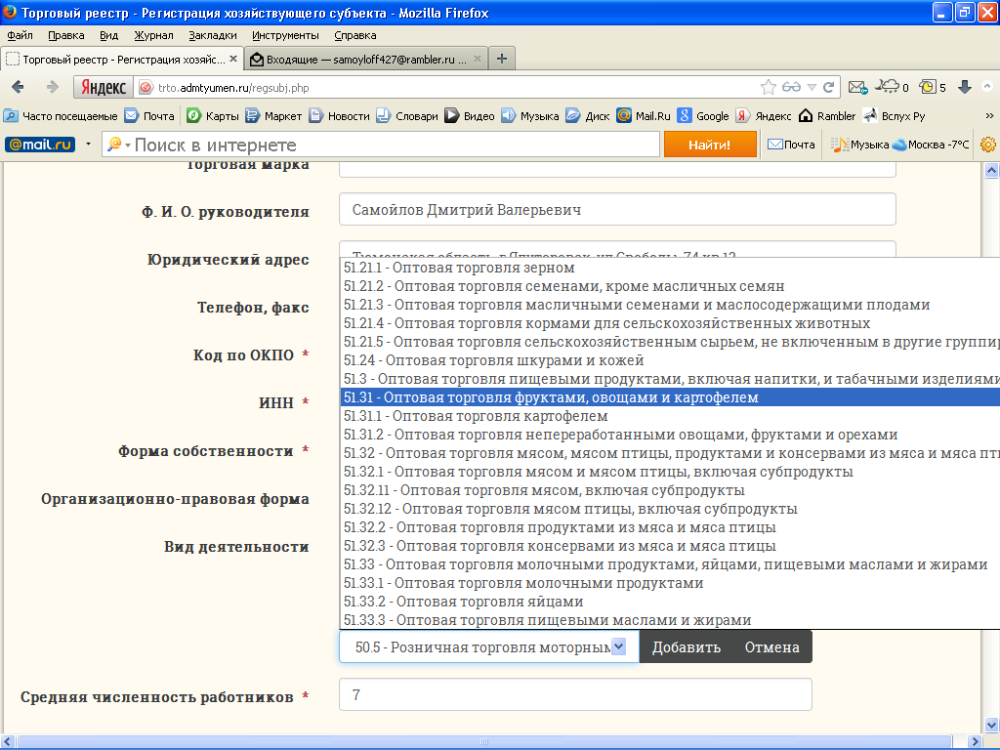 Торговый реестр - Регистрация хозяйствующего субъекта - Mozilla Firefox
Файл Правка Вид Журнал Закладки Инструменты Справка
Торговый реестр - Регистрация хозяйс... × Входящие — samoyloff427@rambler.ru ... × +
Яндекс trto.admtyumen.ru/regsubj.php 0 5
Часто посещаемые Почта Карты Маркет Новости Словари Видео Музыка Диск Mail.Ru Google Яндекс Rambler Вслух Ру »
@mail.ru Поиск в интернете Найти! Почта Музыка Москва -7°C
Торговая марка
Ф. И. О. руководителя Самойлов Дмитрий Валерьевич
Юридический адрес
51.21.1 - Оптовая торговля зерном
51.21.2 - Оптовая торговля семенами, кроме масличных семян
51.21.3 - Оптовая торговля масличными семенами и маслосодержащими плодами
Телефон, факс
51.21.4 - Оптовая торговля кормами для сельскохозяйственных животных
51.21.5 - Оптовая торговля сельскохозяйственным сырьем, не включенным в другие группир
Код по ОКПО *
51.24 - Оптовая торговля шкурами и кожей
51.3 - Оптовая торговля пищевыми продуктами, включая напитки, и табачными изделиями
51.31 - Оптовая торговля фруктами, овощами и картофелем
ИНН *
51.31.1 - Оптовая торговля картофелем
51.31.2 - Оптовая торговля непереработанными овощами, фруктами и орехами
Форма собственности *
51.32 - Оптовая торговля мясом, мясом птицы, продуктами и консервами из мяса и мяса пти
51.32.1 - Оптовая торговля мясом и мясом птицы, включая субпродукты
51.32.11 - Оптовая торговля мясом, включая субпродукты
Организационно-правовая форма
51.32.12 - Оптовая торговля мясом птицы, включая субпродукты
51.32.2 - Оптовая торговля продуктами из мяса и мяса птицы
Вид деятельности
51.32.3 - Оптовая торговля консервами из мяса и мяса птицы
51.33 - Оптовая торговля молочными продуктами, яйцами, пищевыми маслами и жирами
51.33.1 - Оптовая торговля молочными продуктами
51.33.2 - Оптовая торговля яйцами
51.33.3 - Оптовая торговля пищевыми маслами и жирами
50.5 - Розничная торговля моторным Добавить Отмена
Средняя численность работников * 7